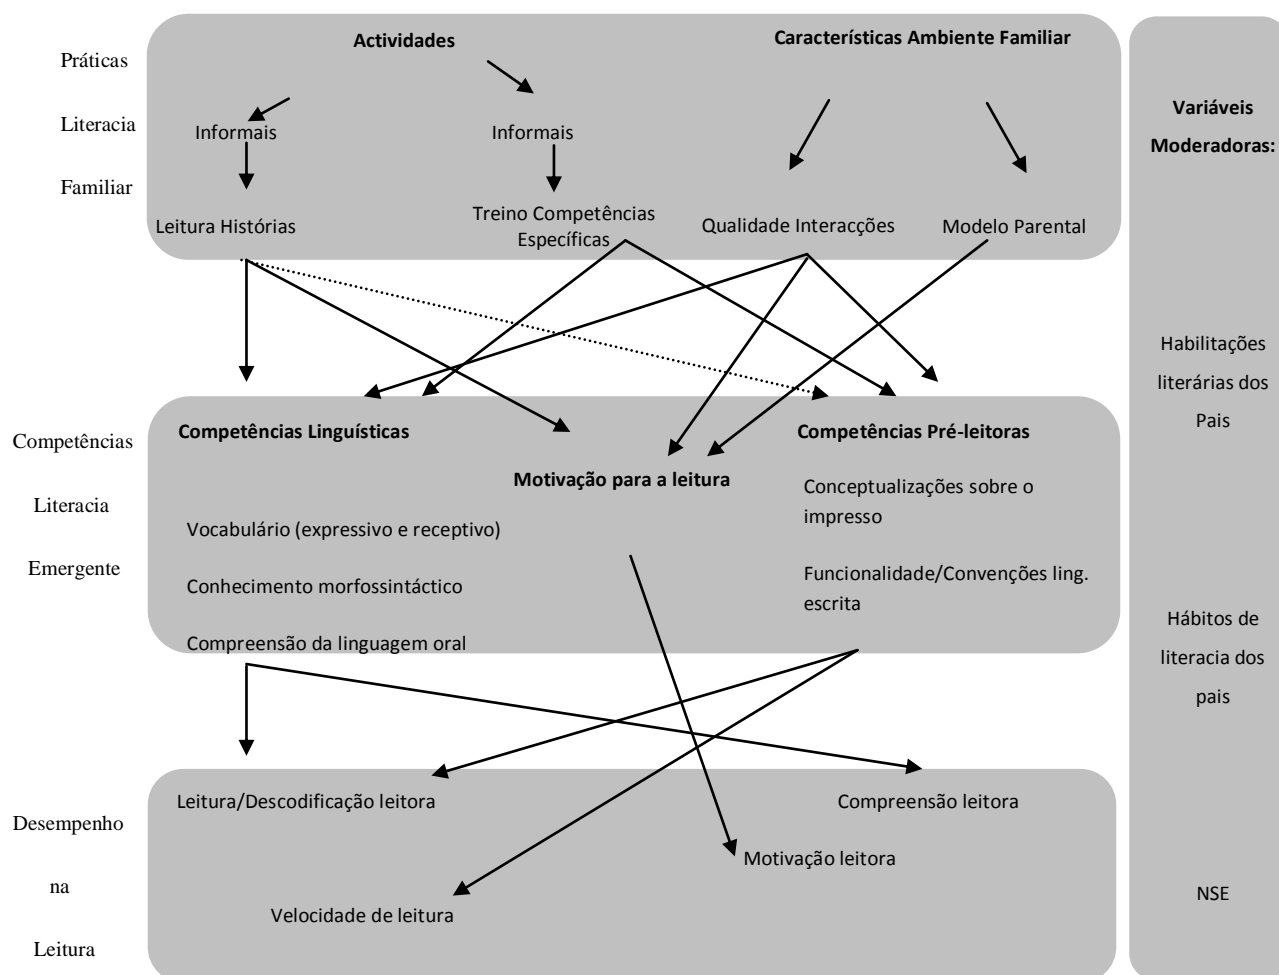 Práticas
Literacia
Familiar
Actividades
Características Ambiente Familiar
Informais
Informais
Leitura Histórias
Treino Competências
Específicas
Qualidade Interacções
Modelo Parental
Competências
Literacia
Emergente
Competências Linguísticas
Vocabulário (expressivo e receptivo)
Conhecimento morfossintáctico
Compreensão da linguagem oral
Motivação para a leitura
Competências Pré-leitoras
Conceptualizações sobre o
impresso
Funcionalidade/Convenções ling.
escrita
Desempenho
na
Leitura
Leitura/Descodificação leitora
Compreensão leitora
Motivação leitora
Velocidade de leitura
Variáveis
Moderadoras:
Habilitações
literárias dos
Pais
Hábitos de
literacia dos
pais
NSE